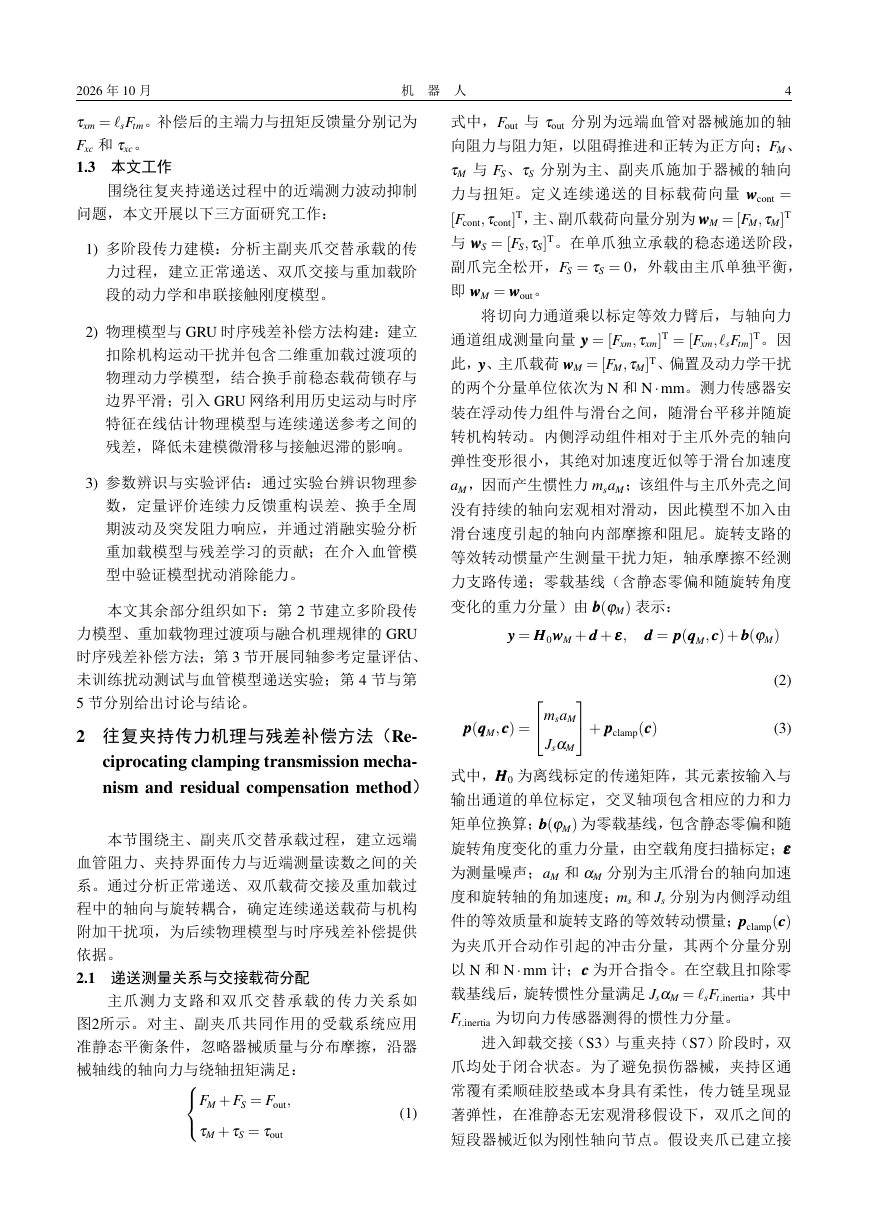 2026 年 10 月 机 器 人 4
τxm = ℓsFtm。补偿后的主端力与扭矩反馈量分别记为
Fxc 和 τxc。
1.3 本文工作
围绕往复夹持递送过程中的近端测力波动抑制
问题，本文开展以下三方面研究工作：
1) 多阶段传力建模：分析主副夹爪交替承载的传
力过程，建立正常递送、双爪交接与重加载阶
段的动力学和串联接触刚度模型。
2) 物理模型与 GRU 时序残差补偿方法构建：建立
扣除机构运动干扰并包含二维重加载过渡项的
物理动力学模型，结合换手前稳态载荷锁存与
边界平滑；引入 GRU 网络利用历史运动与时序
特征在线估计物理模型与连续递送参考之间的
残差，降低未建模微滑移与接触迟滞的影响。
3) 参数辨识与实验评估：通过实验台辨识物理参
数，定量评价连续力反馈重构误差、换手全周
期波动及突发阻力响应，并通过消融实验分析
重加载模型与残差学习的贡献；在介入血管模
型中验证模型扰动消除能力。
本文其余部分组织如下：第 2 节建立多阶段传
力模型、重加载物理过渡项与融合机理规律的 GRU
时序残差补偿方法；第 3 节开展同轴参考定量评估、
未训练扰动测试与血管模型递送实验；第 4 节与第
5 节分别给出讨论与结论。
2 往复夹持传力机理与残差补偿方法（Re-
ciprocating clamping transmission mecha-
nism and residual compensation method）
本节围绕主、副夹爪交替承载过程，建立远端
血管阻力、夹持界面传力与近端测量读数之间的关
系。通过分析正常递送、双爪载荷交接及重加载过
程中的轴向与旋转耦合，确定连续递送载荷与机构
附加干扰项，为后续物理模型与时序残差补偿提供
依据。
2.1 递送测量关系与交接载荷分配
主爪测力支路和双爪交替承载的传力关系如
图2所示。对主、副夹爪共同作用的受载系统应用
准静态平衡条件，忽略器械质量与分布摩擦，沿器
械轴线的轴向力与绕轴扭矩满足：
FM + FS = Fout,
(1)
τM + τS = τout
式中，Fout 与 τout 分别为远端血管对器械施加的轴
向阻力与阻力矩，以阻碍推进和正转为正方向；FM、
τM 与 FS、τS 分别为主、副夹爪施加于器械的轴向
力与扭矩。定义连续递送的目标载荷向量 wcont =
[Fcont, τcont]T，主、副爪载荷向量分别为 wM = [FM, τM]T
与 wS = [FS, τS]T。在单爪独立承载的稳态递送阶段，
副爪完全松开，FS = τS = 0，外载由主爪单独平衡，
即 wM = wout。
将切向力通道乘以标定等效力臂后，与轴向力
通道组成测量向量 y = [Fxm, τxm]T = [Fxm, ℓsFtm]T。因
此，y、主爪载荷 wM = [FM, τM]T、偏置及动力学干扰
的两个分量单位依次为 N 和 N·mm。测力传感器安
装在浮动传力组件与滑台之间，随滑台平移并随旋
转机构转动。内侧浮动组件相对于主爪外壳的轴向
弹性变形很小，其绝对加速度近似等于滑台加速度
aM，因而产生惯性力 msaM；该组件与主爪外壳之间
没有持续的轴向宏观相对滑动，因此模型不加入由
滑台速度引起的轴向内部摩擦和阻尼。旋转支路的
等效转动惯量产生测量干扰力矩，轴承摩擦不经测
力支路传递；零载基线（含静态零偏和随旋转角度
变化的重力分量）由 b(φM) 表示：
y = H0wM + d + ε, d = p(qM, c) + b(φM)
(2)
p(qM, c) = [msaM JsαM] + pclamp(c) (3)
式中，H0 为离线标定的传递矩阵，其元素按输入与
输出通道的单位标定，交叉轴项包含相应的力和力
矩单位换算；b(φM) 为零载基线，包含静态零偏和随
旋转角度变化的重力分量，由空载角度扫描标定；ε
为测量噪声；aM 和 αM 分别为主爪滑台的轴向加速
度和旋转轴的角加速度；ms 和 Js 分别为内侧浮动组
件的等效质量和旋转支路的等效转动惯量；pclamp(c)
为夹爪开合动作引起的冲击分量，其两个分量分别
以 N 和 N·mm 计；c 为开合指令。在空载且扣除零
载基线后，旋转惯性分量满足 JsαM = ℓsFt,inertia，其中
Ft,inertia 为切向力传感器测得的惯性力分量。
进入卸载交接（S3）与重夹持（S7）阶段时，双
爪均处于闭合状态。为了避免损伤器械，夹持区通
常覆有柔顺硅胶垫或本身具有柔性，传力链呈现显
著弹性，在准静态无宏观滑移假设下，双爪之间的
短段器械近似为刚性轴向节点。假设夹爪已建立接